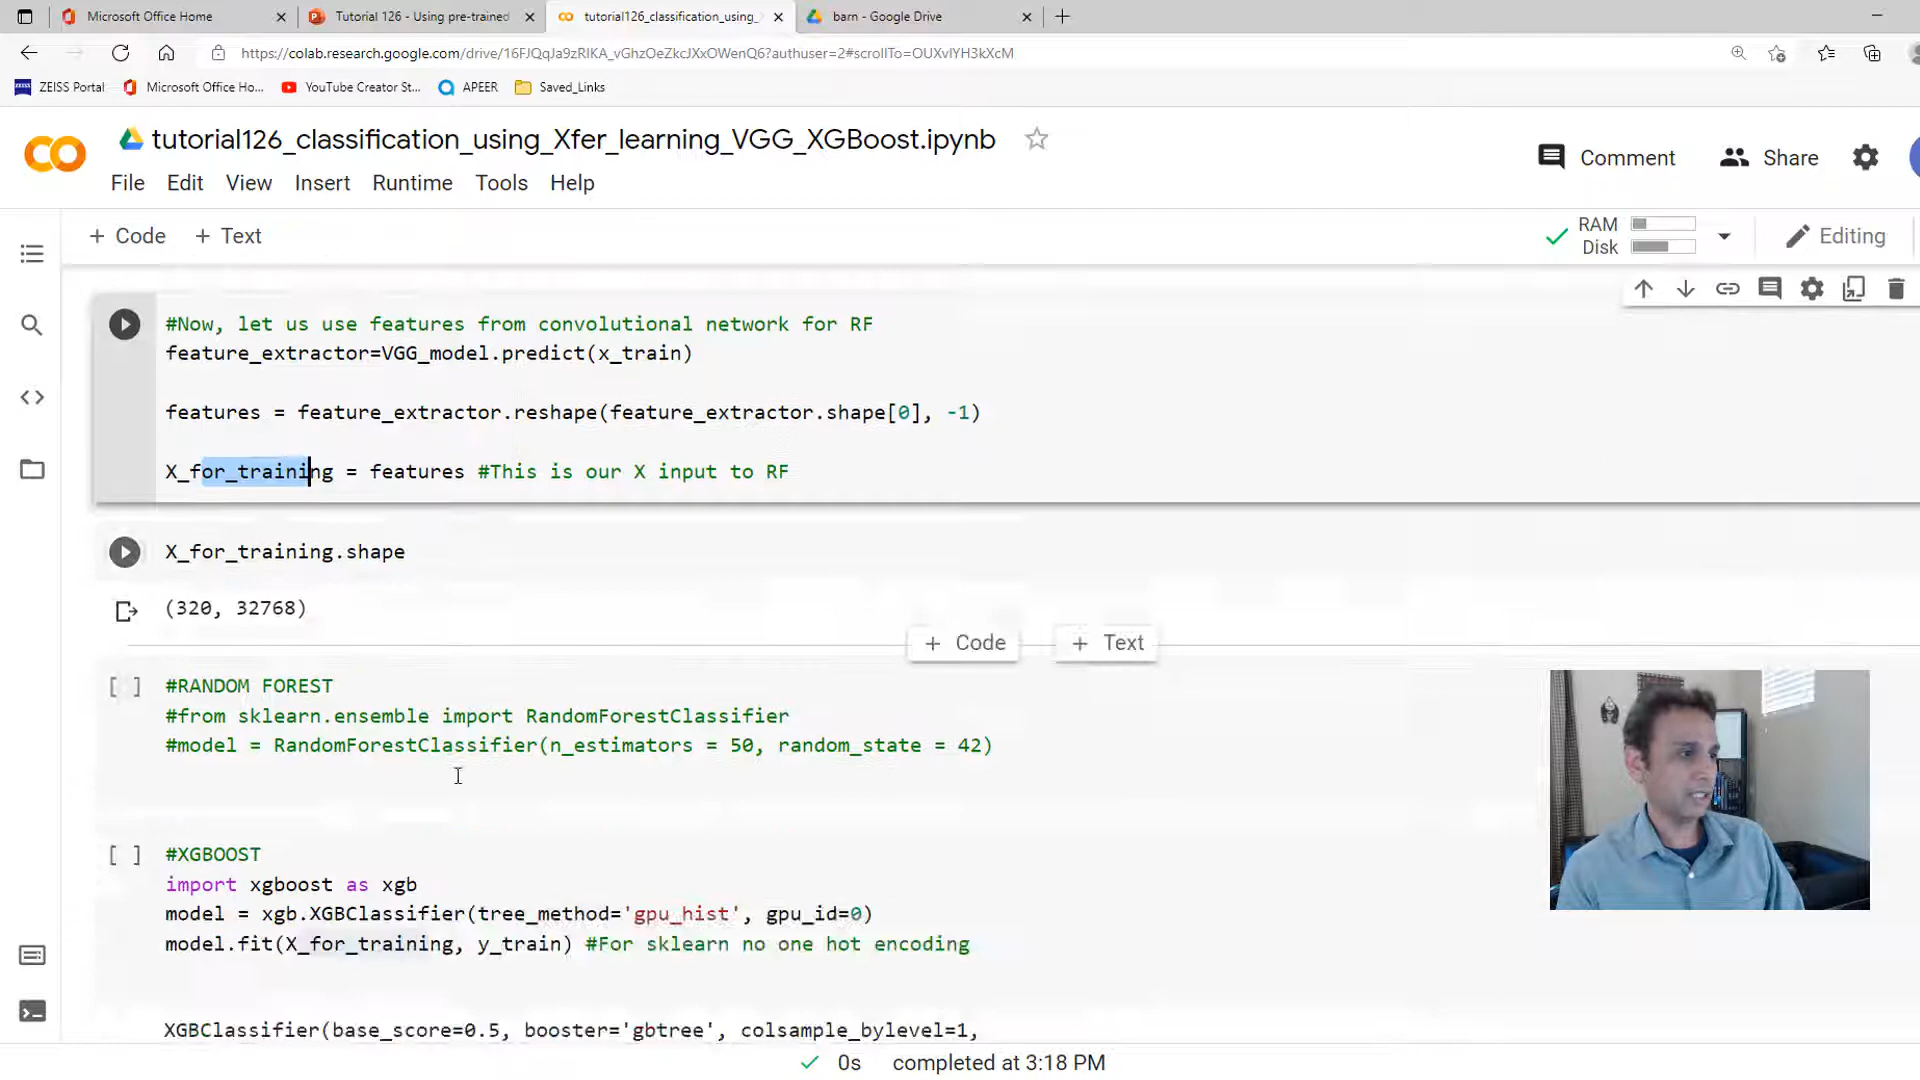 Microsoft Office Home
Tutorial 126 - Using pre-trained
tutorial126_classification_using_
barn - Google Drive
https://colab.research.google.com/drive/16FJQqJa9zRIKA_vGhzOeZkcJXxOWenQ6?authuser=2#scrollTo=OUXvlYH3kXcM
ZEISS Portal
Microsoft Office Ho...
YouTube Creator St...
APEER
Saved_Links
tutorial126_classification_using_Xfer_learning_VGG_XGBoost.ipynb
Comment
Share
File Edit View Insert Runtime Tools Help
+ Code + Text
RAM
Disk
Editing
#Now, let us use features from convolutional network for RF
feature_extractor=VGG_model.predict(x_train)
features = feature_extractor.reshape(feature_extractor.shape[0], -1)
X_for_training = features #This is our X input to RF
X_for_training.shape
(320, 32768)
+ Code + Text
[ ] #RANDOM FOREST
#from sklearn.ensemble import RandomForestClassifier
#model = RandomForestClassifier(n_estimators = 50, random_state = 42)
[ ] #XGBOOST
import xgboost as xgb
model = xgb.XGBClassifier(tree_method='gpu_hist', gpu_id=0)
model.fit(X_for_training, y_train) #For sklearn no one hot encoding
XGBClassifier(base_score=0.5, booster='gbtree', colsample_bylevel=1,
0s completed at 3:18 PM